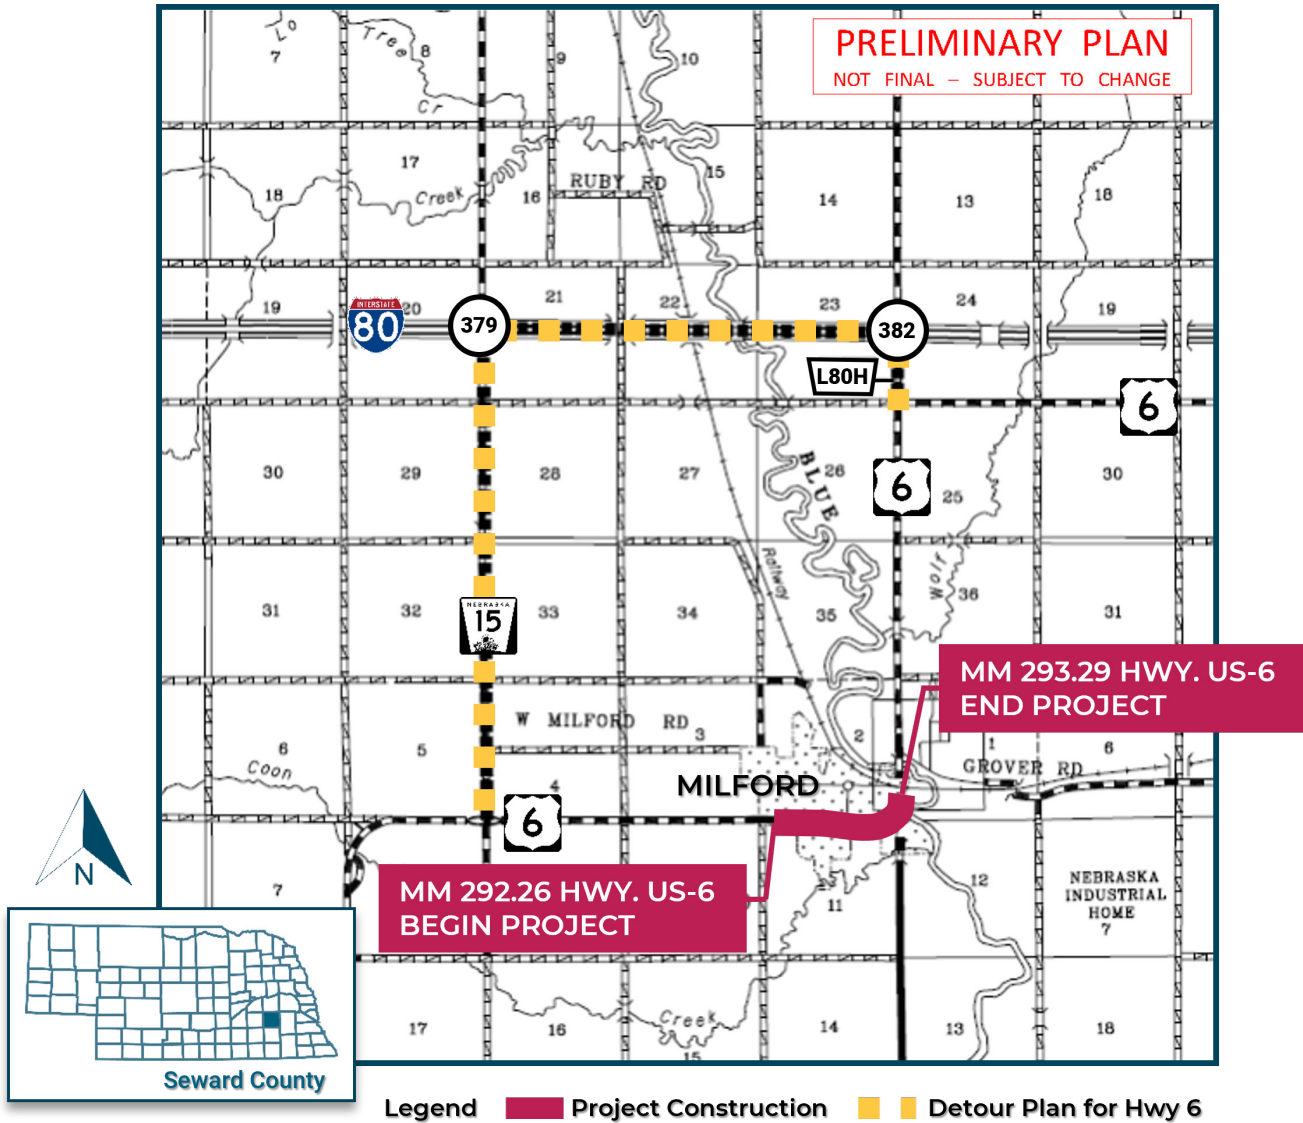 PRELIMINARY PLAN
NOT FINAL – SUBJECT TO CHANGE
Tree
Cr
7
8
9
10
17
18
Creek
16
RUBY RD
15
14
13
18
19
INTERSTATE
80
20
379
21
22
23
382
24
19
L80H
6
30
29
28
27
BLUE
26
6
25
30
Railway
Wolf
31
32
NEBRASKA
15
33
34
35
36
31
MM 293.29 HWY. US-6
END PROJECT
6
5
W MILFORD RD
3
2
1
6
GROVER RD
Coon
4
MILFORD
6
N
7
MM 292.26 HWY. US-6
BEGIN PROJECT
11
12
NEBRASKA
INDUSTRIAL
HOME
7
17
16
Creek
15
14
13
18
Seward County
Legend
Project Construction
Detour Plan for Hwy 6